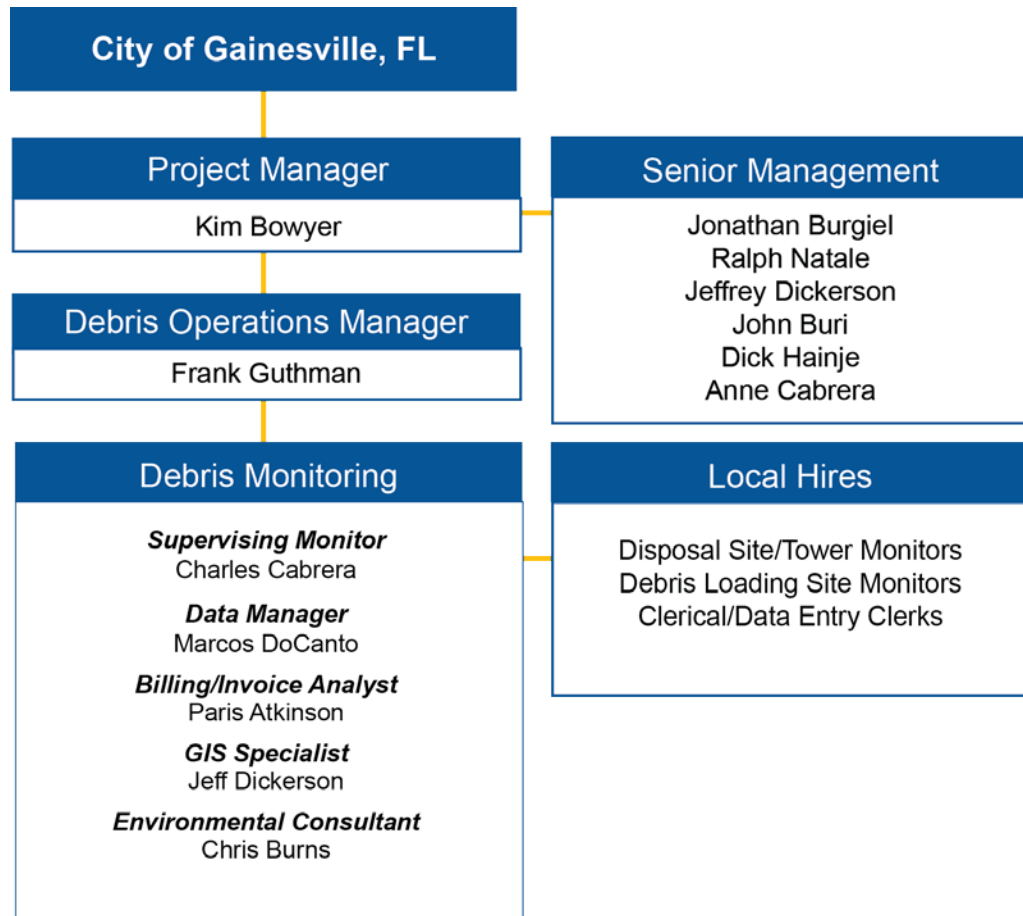 City of Gainesville, FL
Project Manager
Kim Bowyer
Senior Management
Jonathan Burgiel
Ralph Natale
Jeffrey Dickerson
John Buri
Dick Hainje
Anne Cabrera
Debris Operations Manager
Frank Guthman
Debris Monitoring
Supervising Monitor
Charles Cabrera
Data Manager
Marcos DoCanto
Billing/Invoice Analyst
Paris Atkinson
GIS Specialist
Jeff Dickerson
Environmental Consultant
Chris Burns
Local Hires
Disposal Site/Tower Monitors
Debris Loading Site Monitors
Clerical/Data Entry Clerks